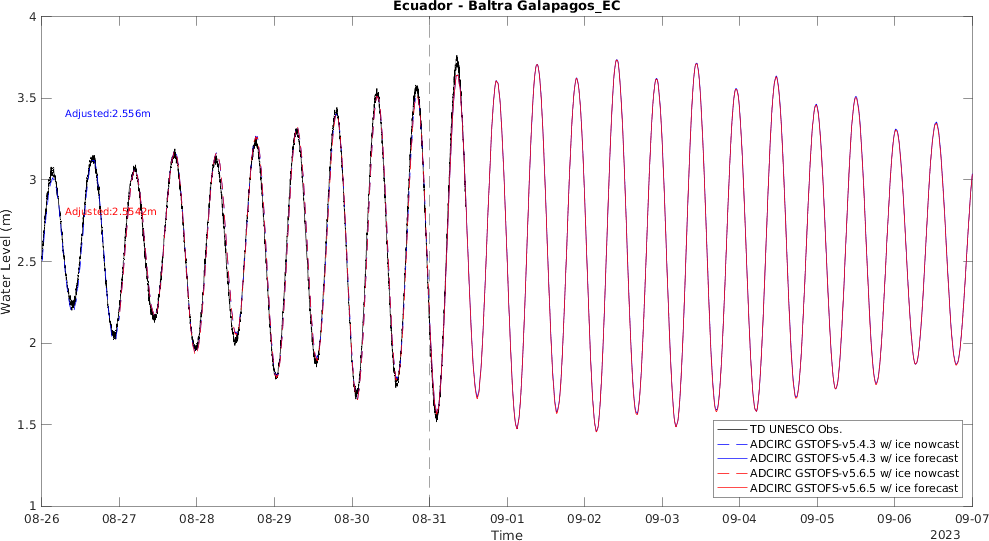 Ecuador - Baltra Galapagos_EC
4
3.5
3
2.5
2
1.5
1
Water Level (m)
Adjusted:2.556m
Adjusted:2.5542m
TD UNESCO Obs.
ADCIRC GSTOFS-v5.4.3 w/ ice nowcast
ADCIRC GSTOFS-v5.4.3 w/ ice forecast
ADCIRC GSTOFS-v5.6.5 w/ ice nowcast
ADCIRC GSTOFS-v5.6.5 w/ ice forecast
08-26 08-27 08-28 08-29 08-30 08-31 09-01 09-02 09-03 09-04 09-05 09-06 09-07
Time
2023